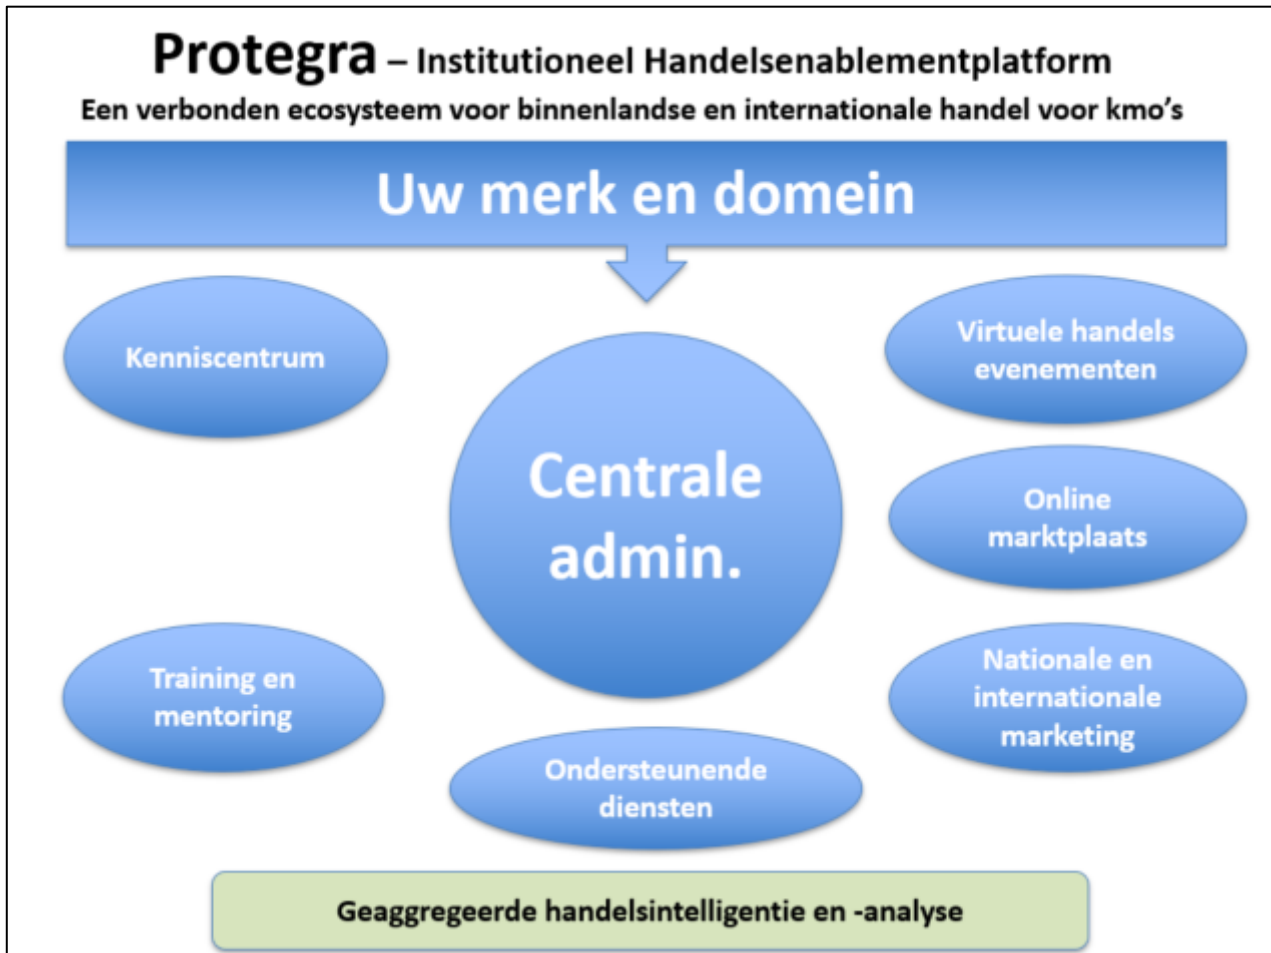 Protegra – Institutioneel Handelsenablementplatform
Een verbonden ecosysteem voor binnenlandse en internationale handel voor kmo’s
Uw merk en domein
Kenniscentrum
Virtuele handels
evenementen
Centrale
admin.
Online
marktplaats
Training en
mentoring
Nationale en
internationale
marketing
Ondersteunende
diensten
Geaggregeerde handelsintelligentie en -analyse